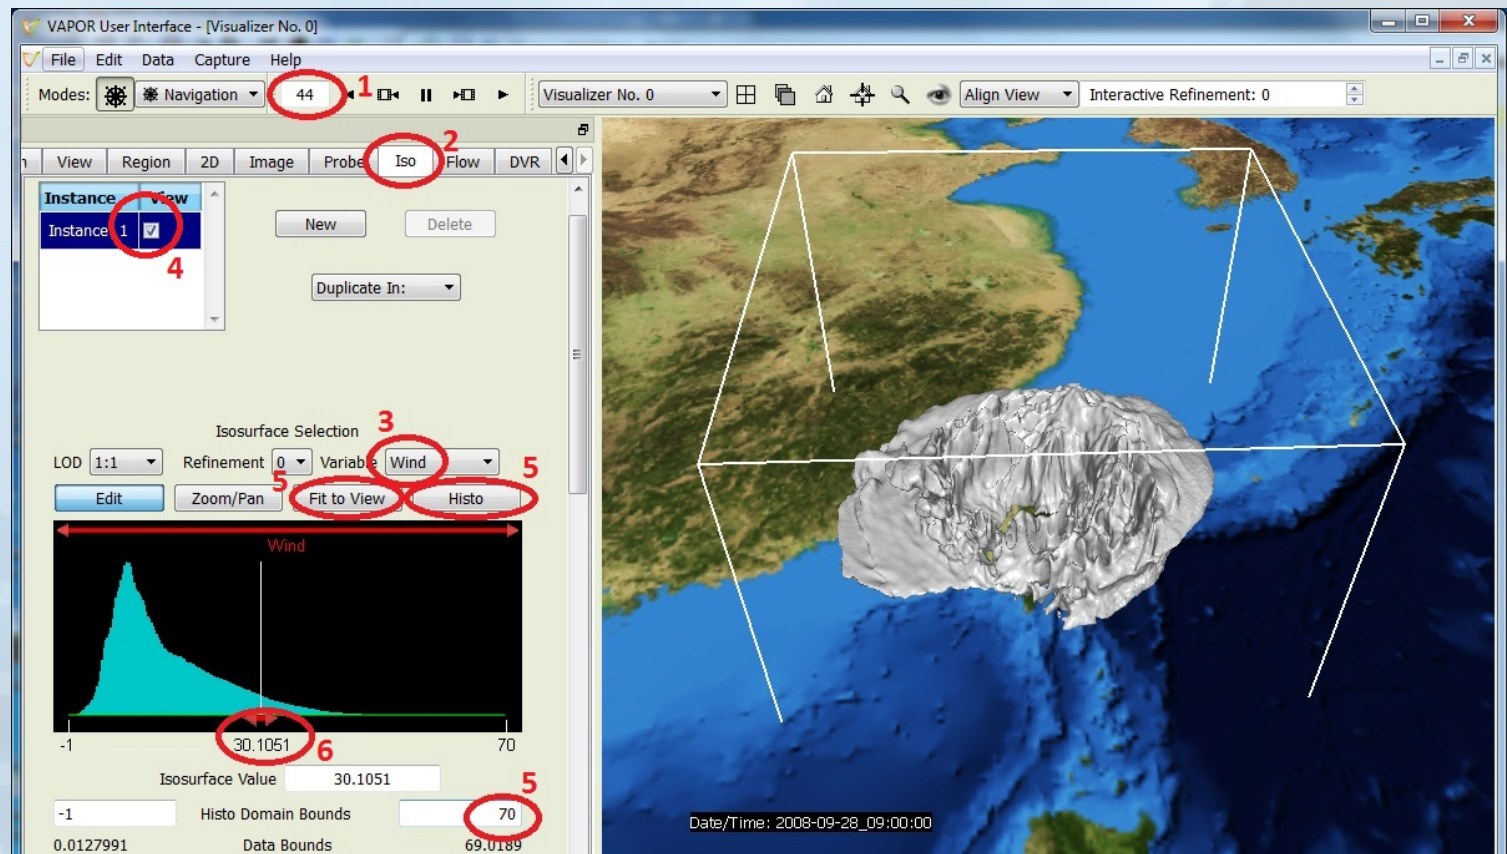 VAPOR User Interface - [Visualizer No. 0]
File Edit Data Capture Help
Modes: Navigation 44 1 Visualizer No. 0 Align View Interactive Refinement: 0
2
View Region 2D Image Probe Iso Flow DVR
Instance View
Instance 1
4
New Delete
Duplicate In:
3
Isosurface Selection
LOD 1:1 Refinement 0 Variable Wind
5 5
Edit Zoom/Pan Fit to View Histo
Wind
-1 30.1051 70
6
Isosurface Value 30.1051
5
-1 Histo Domain Bounds 70
0.0127991 Data Bounds 69.0189
Date/Time: 2008-09-28_09:00:00